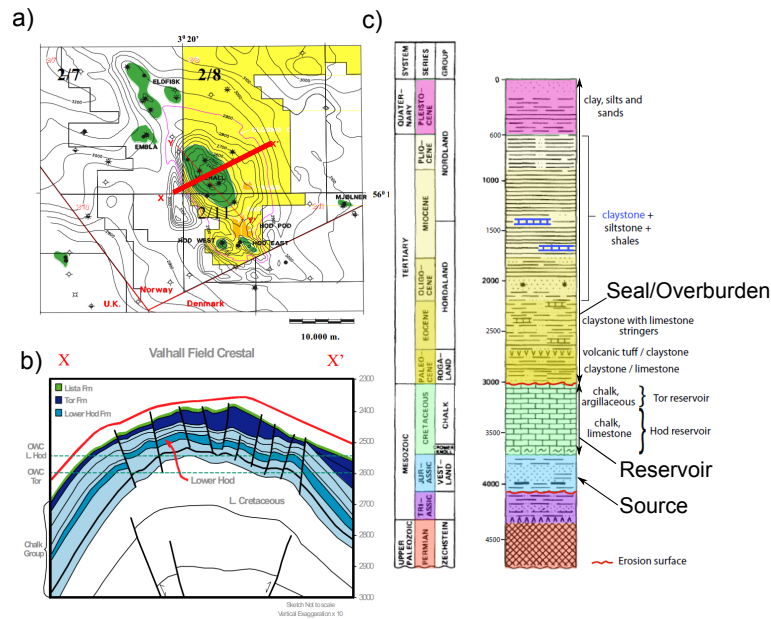 a)
3° 20'
2/7
2/8
ELDFISK
EMBLA
Y
X'
X
2/11
HOD POD
HOD WEST
HOD EAST
MJØLNER
56°
Norway
U.K.
Denmark
10.000 m.
b)
X
Valhall Field Crestal
X'
Lista Fm
Tor Fm
Lower Hod Fm
2300
2400
2500
2600
2700
2800
2900
3000
OWC
L. Hod
OWC
Tor
Lower Hod
L. Cretaceous
Chalk
Group
Sketch Not to scale
Vertical Exaggeration x 10
c)
SYSTEM
SERIES
GROUP
QUATER-
NARY
PLEISTO-
CENE
NORDLAND
PLIO-
CENE
TERTIARY
MIOCENE
HORDALAND
OLIGO-
CENE
EOCENE
PALEO-
CENE
ROGA-
LAND
MESOZOIC
CRETACEOUS
CHALK
KNOLL
JUR-
ASSIC
VEST-
LAND
TRI-
ASSIC
UPPER
PALEOZOIC
PERMIAN
ZECHSTEIN
0
600
1000
1500
2000
2500
3000
3500
4000
4500
clay, silts and
sands
claystone +
siltstone +
shales
Seal/Overburden
claystone with limestone
stringers
volcanic tuff / claystone
claystone / limestone
chalk,
argillaceous
Tor reservoir
chalk,
limestone
Hod reservoir
Reservoir
Source
Erosion surface